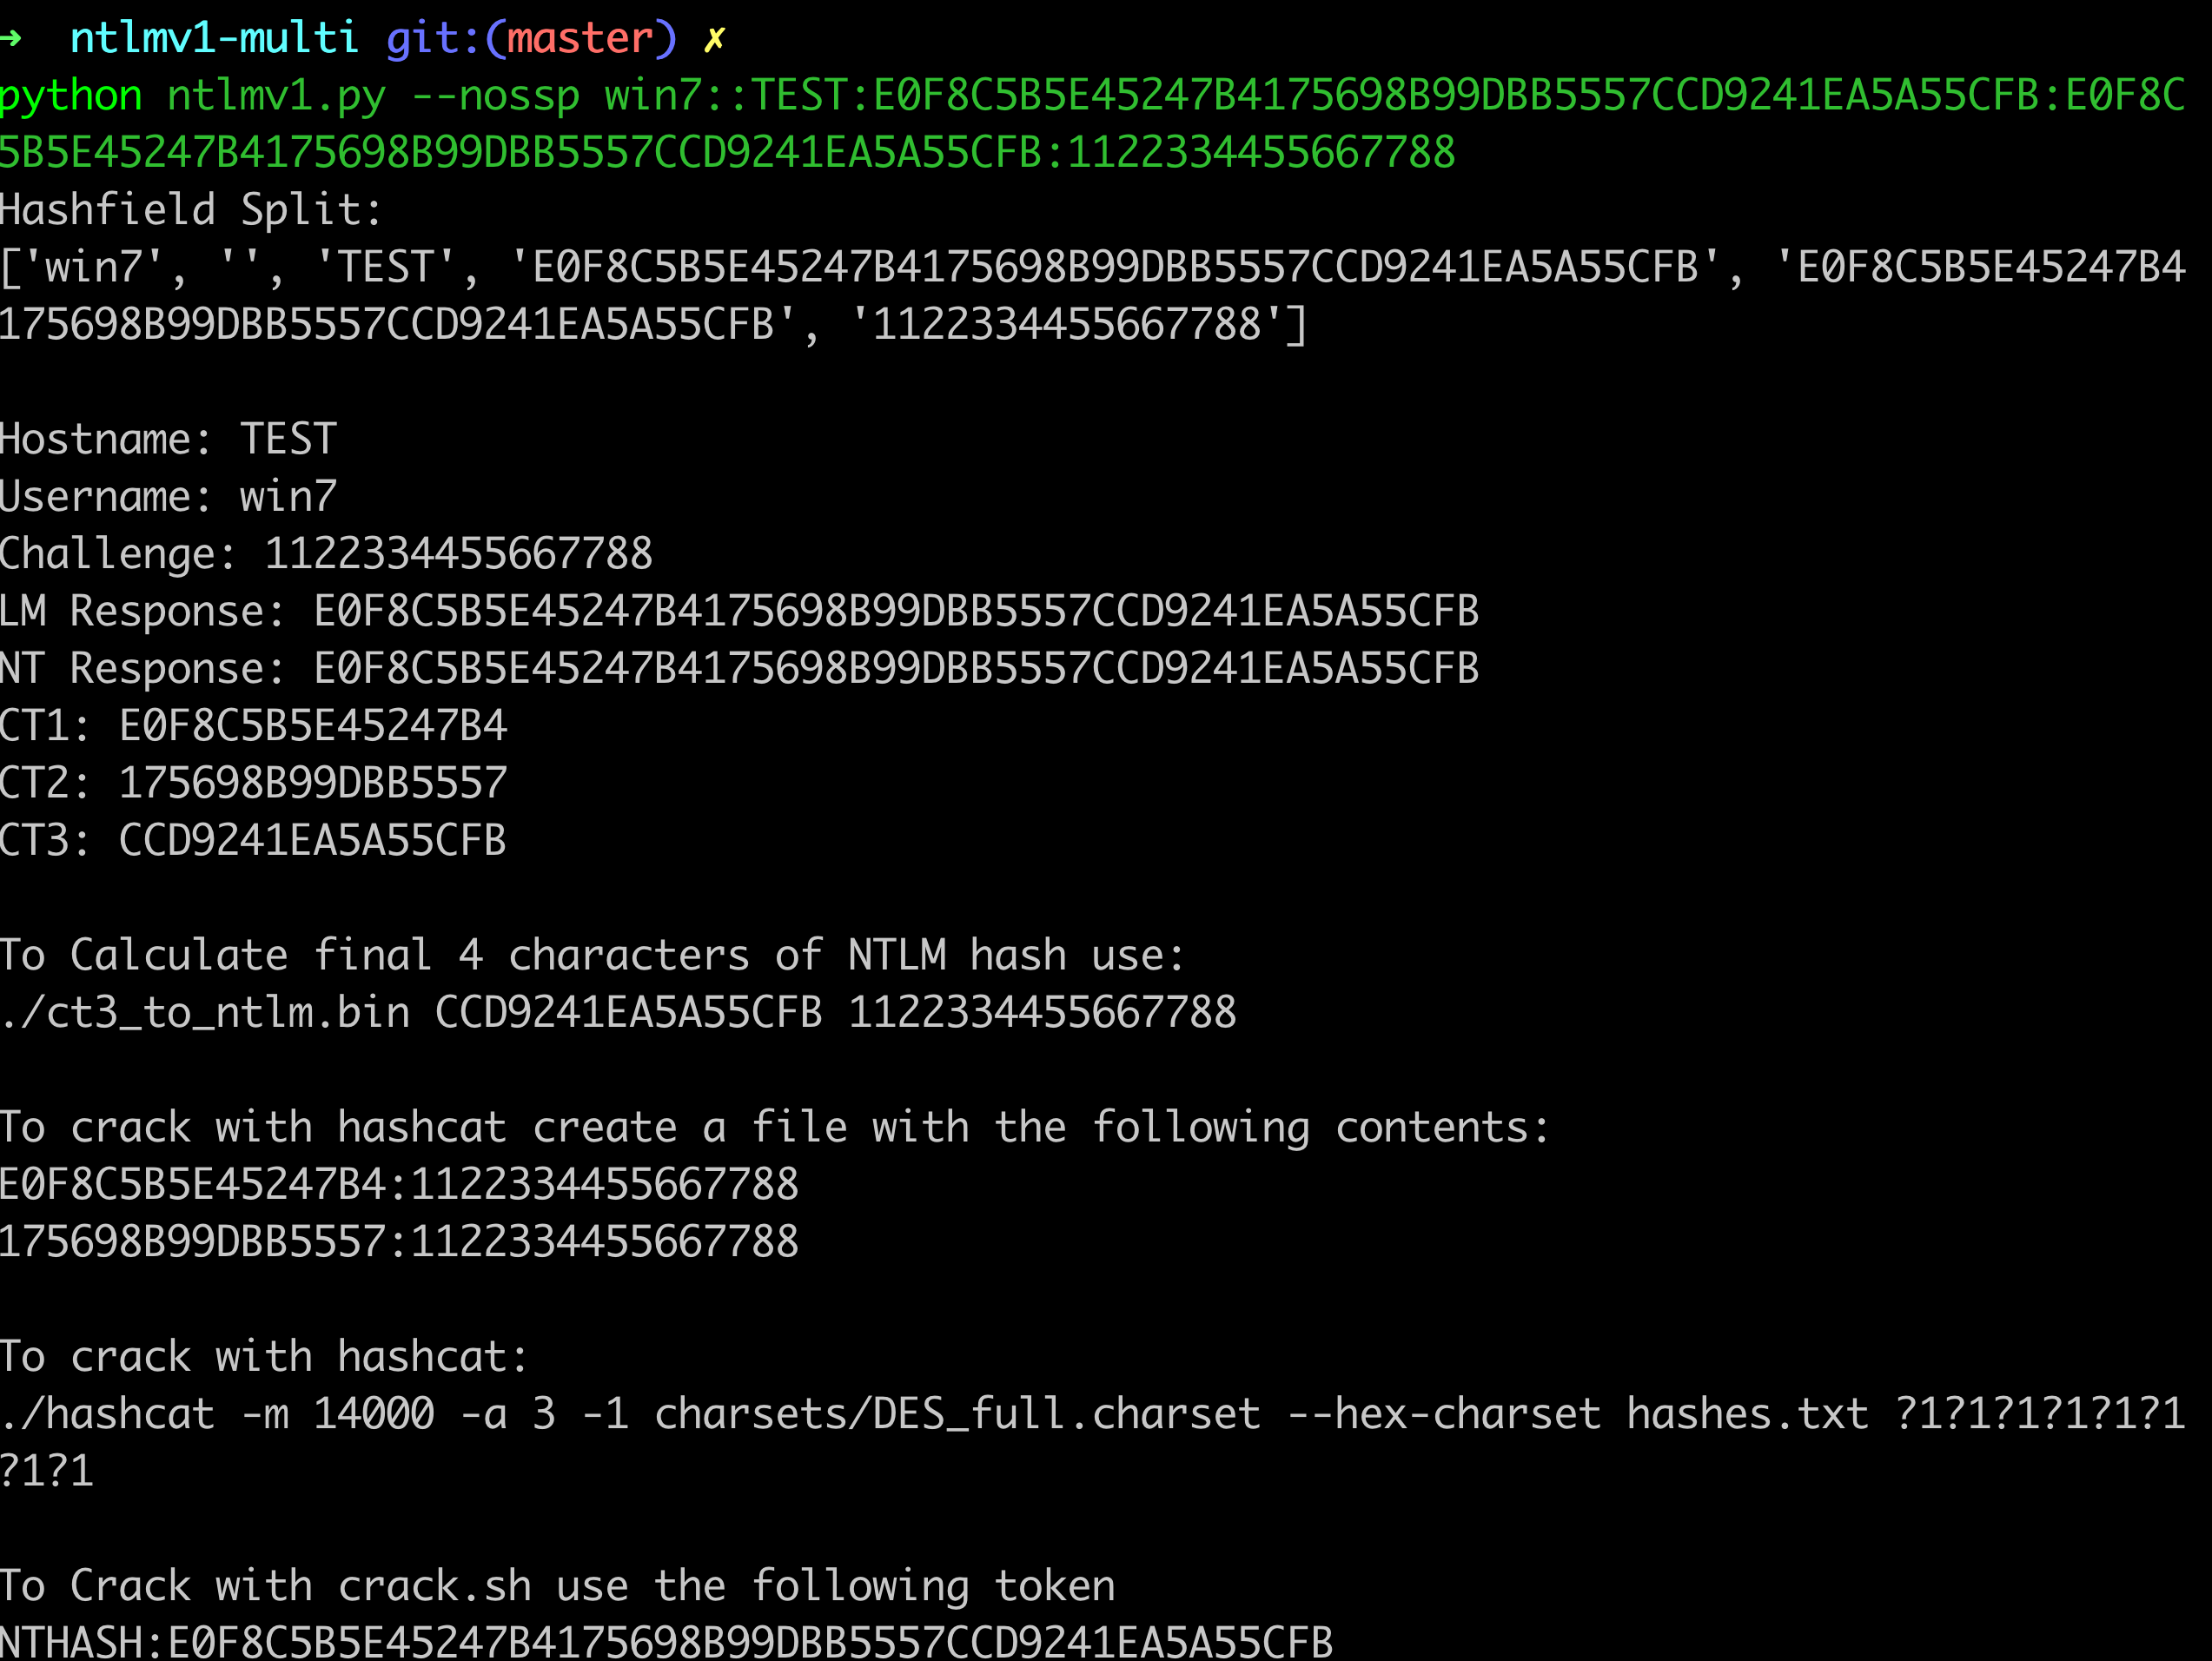 →  ntlmv1-multi git:(master) ✗
python ntlmv1.py --nossp win7::TEST:E0F8C5B5E45247B4175698B99DBB5557CCD9241EA5A55CFB:E0F8C
5B5E45247B4175698B99DBB5557CCD9241EA5A55CFB:1122334455667788
Hashfield Split:
['win7', '', 'TEST', 'E0F8C5B5E45247B4175698B99DBB5557CCD9241EA5A55CFB', 'E0F8C5B5E45247B4
175698B99DBB5557CCD9241EA5A55CFB', '1122334455667788']
Hostname: TEST
Username: win7
Challenge: 1122334455667788
LM Response: E0F8C5B5E45247B4175698B99DBB5557CCD9241EA5A55CFB
NT Response: E0F8C5B5E45247B4175698B99DBB5557CCD9241EA5A55CFB
CT1: E0F8C5B5E45247B4
CT2: 175698B99DBB5557
CT3: CCD9241EA5A55CFB
To Calculate final 4 characters of NTLM hash use:
./ct3_to_ntlm.bin CCD9241EA5A55CFB 1122334455667788
To crack with hashcat create a file with the following contents:
E0F8C5B5E45247B4:1122334455667788
175698B99DBB5557:1122334455667788
To crack with hashcat:
./hashcat -m 14000 -a 3 -1 charsets/DES_full.charset --hex-charset hashes.txt ?1?1?1?1?1?1
?1?1
To Crack with crack.sh use the following token
NTHASH:E0F8C5B5E45247B4175698B99DBB5557CCD9241EA5A55CFB